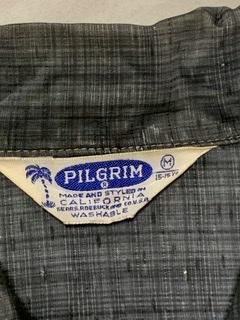 PILGRIM
MADE AND STYLED IN
CALIFORNIA
SEARS, ROEBUCK AND CO. U.S.A.
WASHABLE
M
15-15½